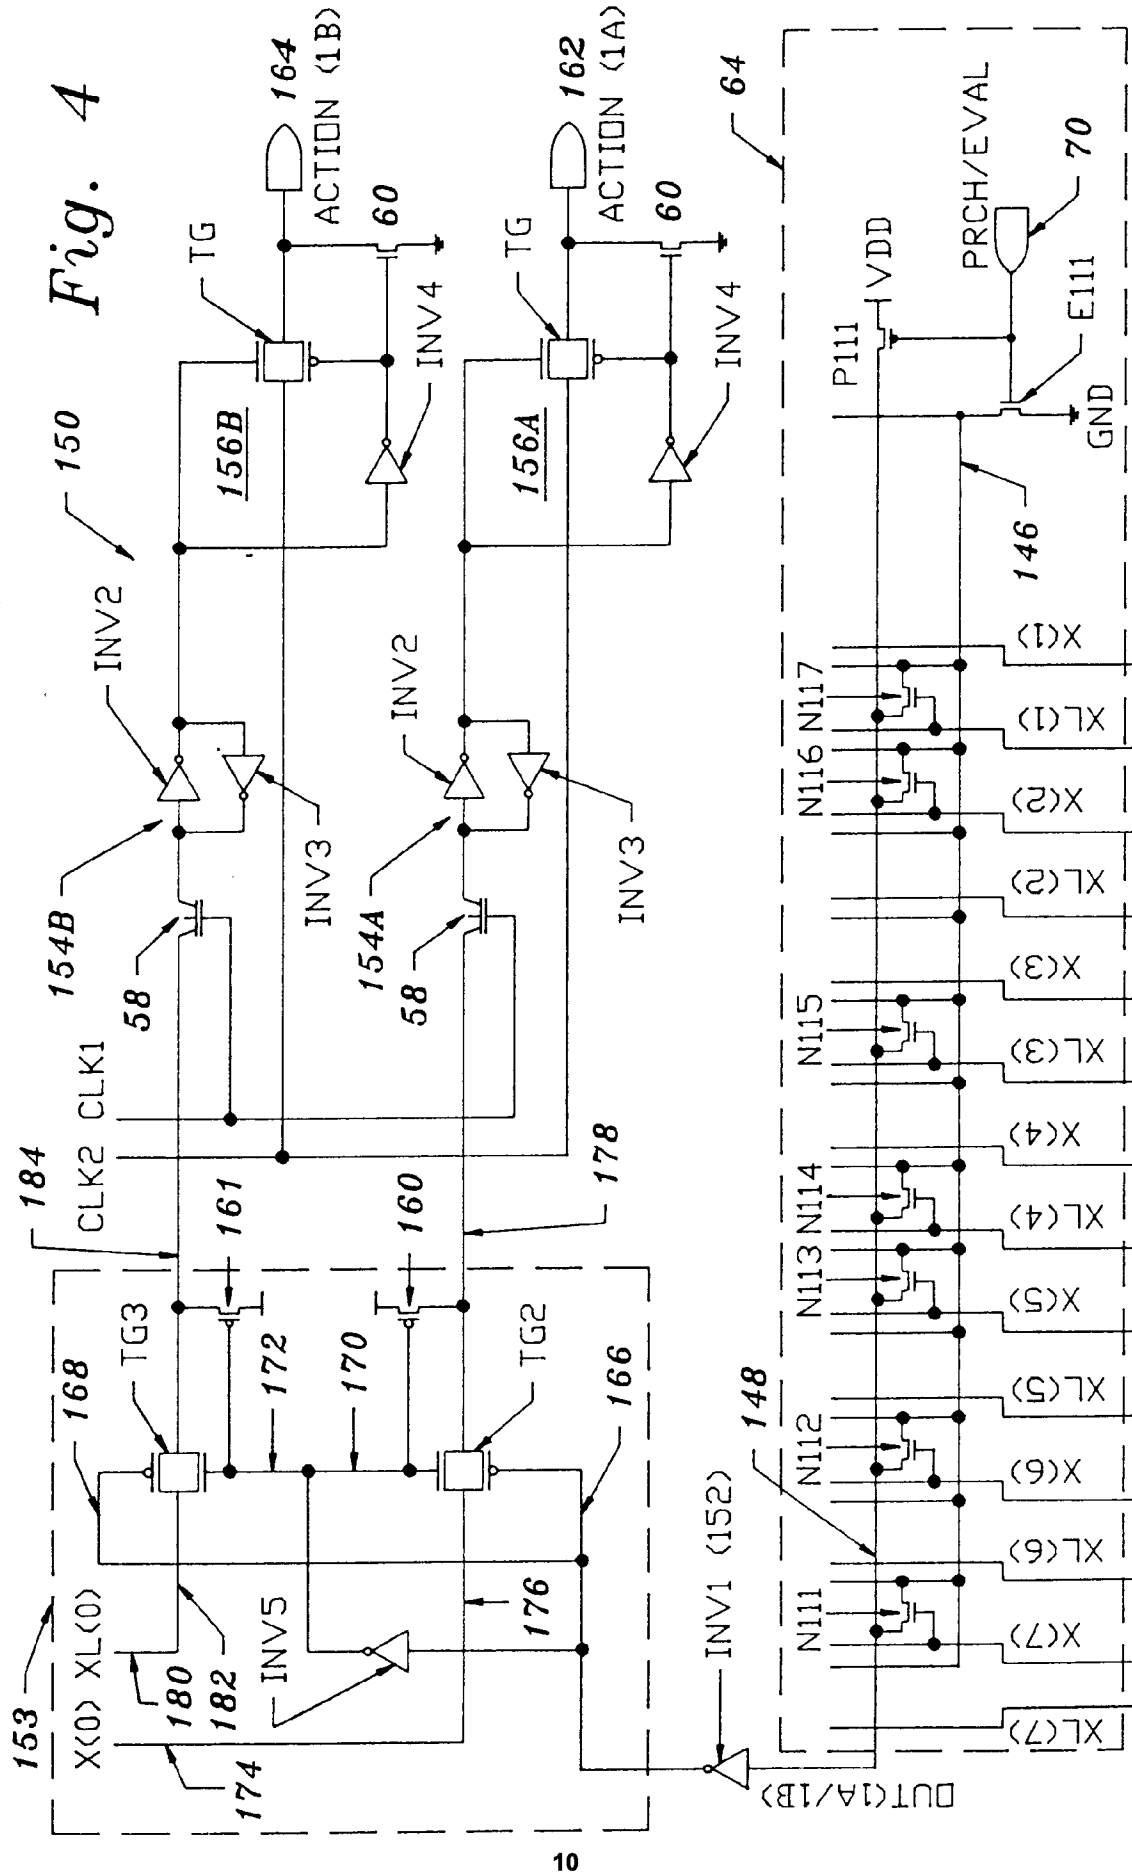 Fig. 4
150
153
X(0)
XL(0)
180
182
174
168
TG3
184
CLK2
CLK1
161
172
170
160
INV5
176
166
TG2
178
58
154B
INV2
INV3
58
154A
INV2
INV3
156B
TG
INV4
60
164
ACTION (1B)
156A
TG
INV4
60
162
ACTION (1A)
INV1 (152)
OUT(1A/1B)
148
64
N111
N112
N113
N114
N115
N116
N117
P111
VDD
PRCH/EVAL
70
E111
GND
146
XL(7)
X(7)
XL(6)
X(6)
XL(5)
X(5)
XL(4)
X(4)
XL(3)
X(3)
XL(2)
X(2)
XL(1)
X(1)
10